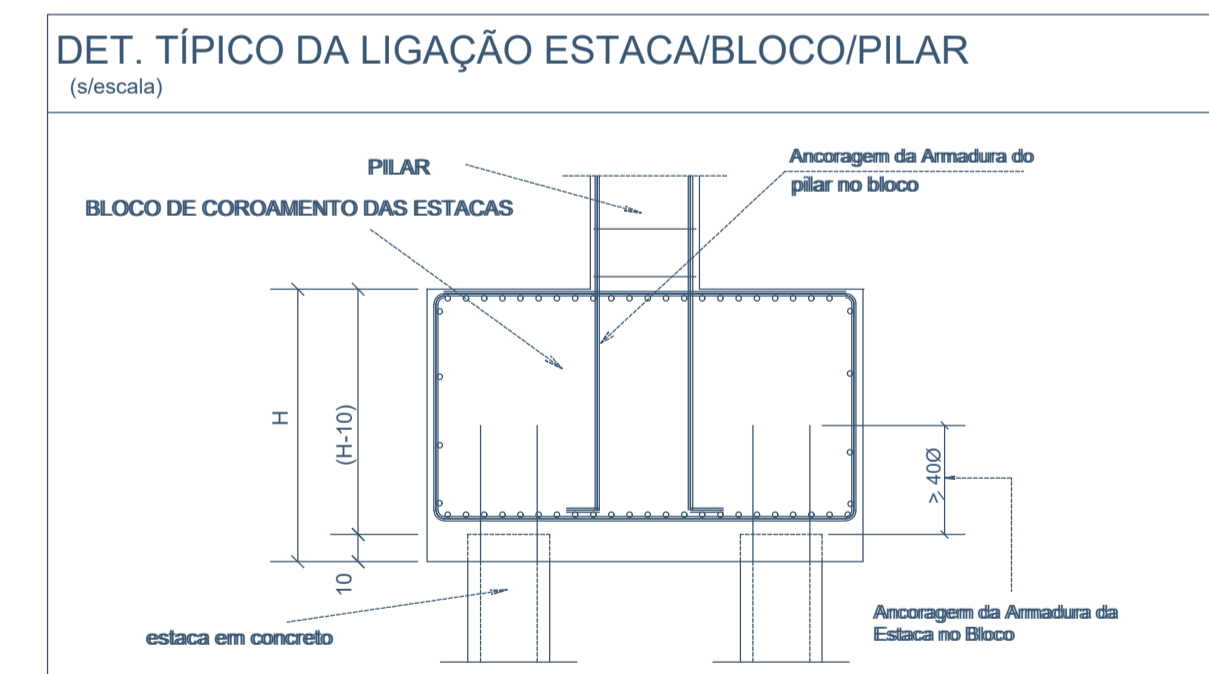 DET. TÍPICO DA LIGAÇÃO ESTACA/BLOCO/PILAR
(s/escala)
PILAR
Ancoragem da Armadura do
pilar no bloco
BLOCO DE COROAMENTO DAS ESTACAS
H
(H-10)
10
⩾ 40Ø
estaca em concreto
Ancoragem da Armadura da
Estaca no Bloco